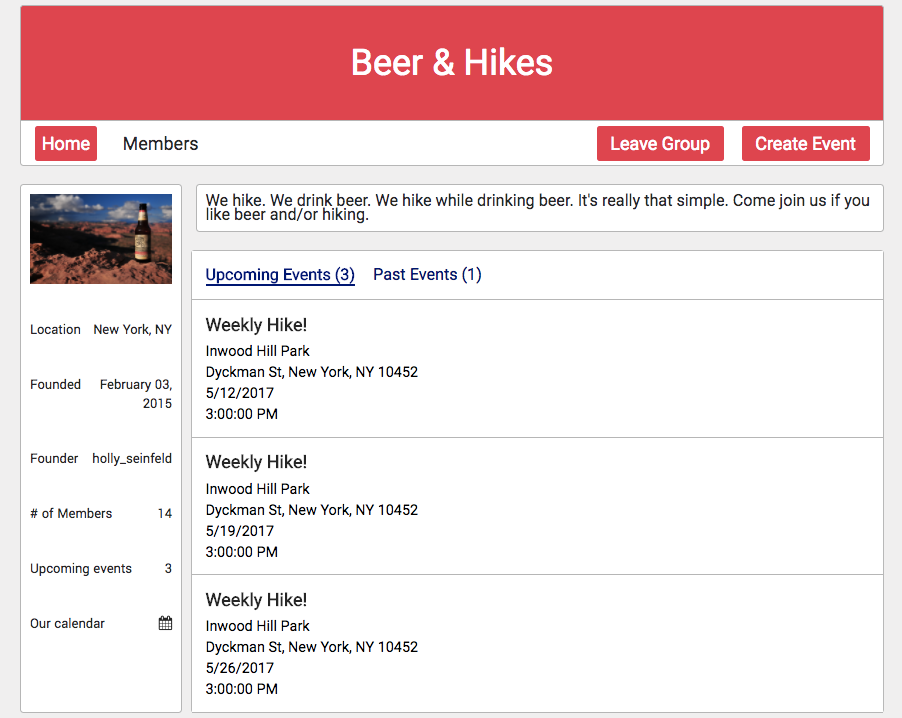 Beer & Hikes
Home
Members
Leave Group
Create Event
We hike. We drink beer. We hike while drinking beer. It's really that simple. Come join us if you
like beer and/or hiking.
Location New York, NY
Founded February 03,
2015
Founder holly_seinfeld
# of Members 14
Upcoming events 3
Our calendar
Upcoming Events (3)
Past Events (1)
Weekly Hike!
Inwood Hill Park
Dyckman St, New York, NY 10452
5/12/2017
3:00:00 PM
Weekly Hike!
Inwood Hill Park
Dyckman St, New York, NY 10452
5/19/2017
3:00:00 PM
Weekly Hike!
Inwood Hill Park
Dyckman St, New York, NY 10452
5/26/2017
3:00:00 PM